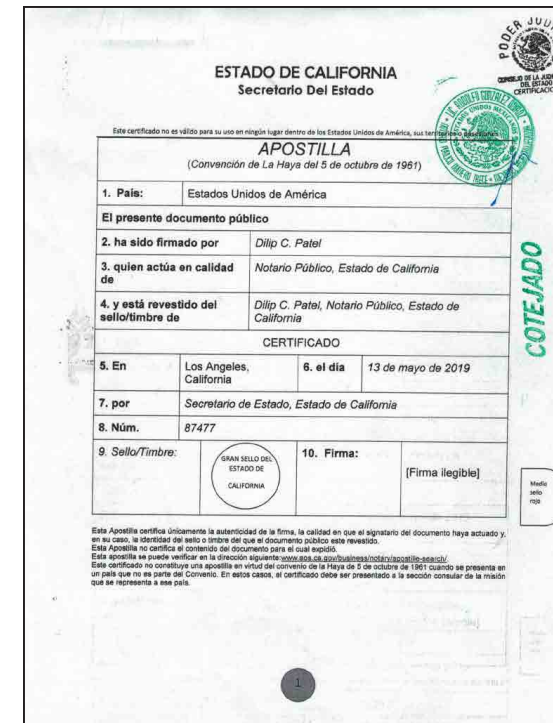 PODER JUDI
CONSEJO DE LA JUDI
DEL ESTADO
CERTIFICACIO
ESTADO DE CALIFORNIA
Secretario Del Estado
Este certificado no es válido para su uso en ningún lugar dentro de los Estados Unidos de América, sus territorios o posesiones
APOSTILLA
(Convención de La Haya del 5 de octubre de 1961)
1. País: Estados Unidos de América
El presente documento público
2. ha sido firmado por Dilip C. Patel
3. quien actúa en calidad de Notario Público, Estado de California
4. y está revestido del sello/timbre de Dilip C. Patel, Notario Público, Estado de California
CERTIFICADO
5. En Los Angeles, California 6. el día 13 de mayo de 2019
7. por Secretario de Estado, Estado de California
8. Núm. 87477
9. Sello/Timbre: GRAN SELLO DEL ESTADO DE CALIFORNIA 10. Firma: [Firma ilegible]
COTEJADO
Medio
sello
rojo
Esta Apostilla certifica únicamente la autenticidad de la firma, la calidad en que el signatario del documento haya actuado y,
en su caso, la identidad del sello o timbre del que el documento público este revestido.
Esta Apostilla no certifica el contenido del documento para el cual expidió.
Esta apostilla se puede verificar en la dirección siguiente:www.sos.ca.gov/business/notary/apostille-search/.
Este certificado no constituye una apostilla en virtud del convenio de la Haya de 5 de octubre de 1961 cuando se presenta en
un país que no es parte del Convenio. En estos casos, el certificado debe ser presentado a la sección consular de la misión
que se representa a ese país.
1